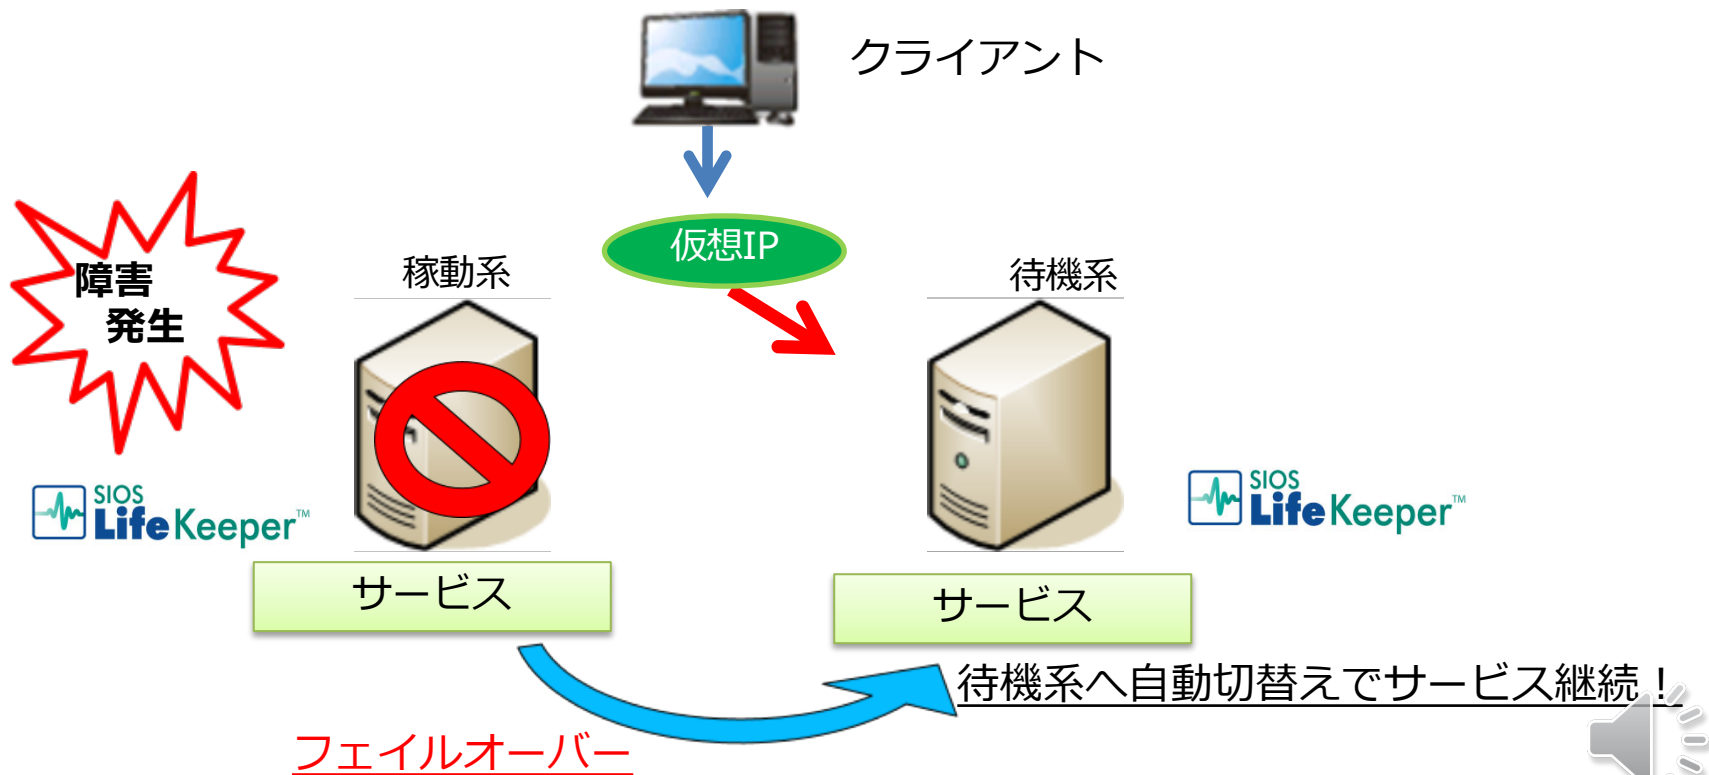 クライアント
仮想IP
障害
発生
稼動系
待機系
SIOS
LifeKeeper™
SIOS
LifeKeeper™
サービス
サービス
待機系へ自動切替えでサービス継続！
フェイルオーバー